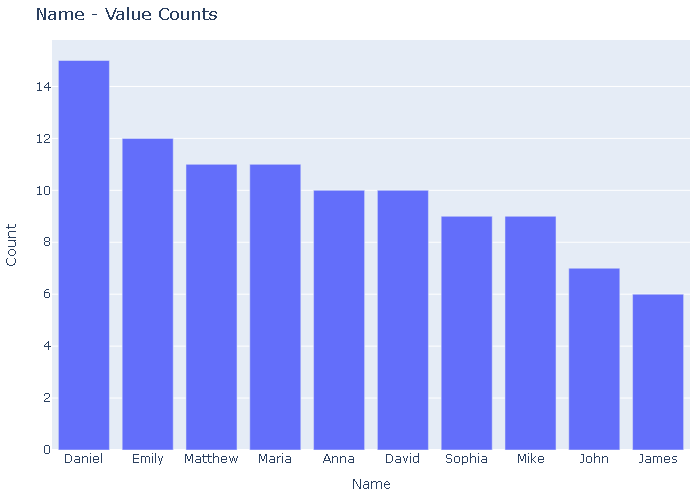 Name - Value Counts
14
12
10
8
6
4
2
0
Count
Daniel Emily Matthew Maria Anna David Sophia Mike John James
Name